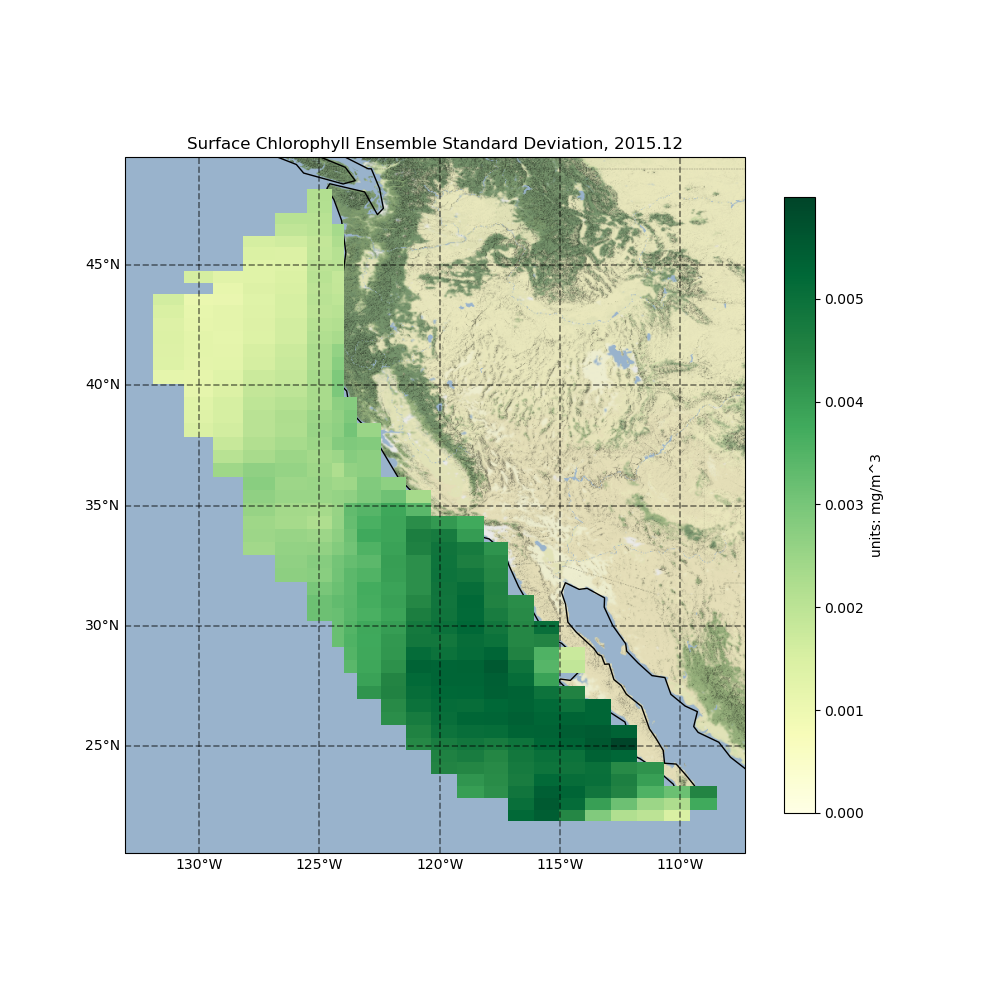 Surface Chlorophyll Ensemble Standard Deviation, 2015.12
45°N
40°N
35°N
30°N
25°N
130°W
125°W
120°W
115°W
110°W
0.005
0.004
0.003
0.002
0.001
0.000
units: mg/m^3